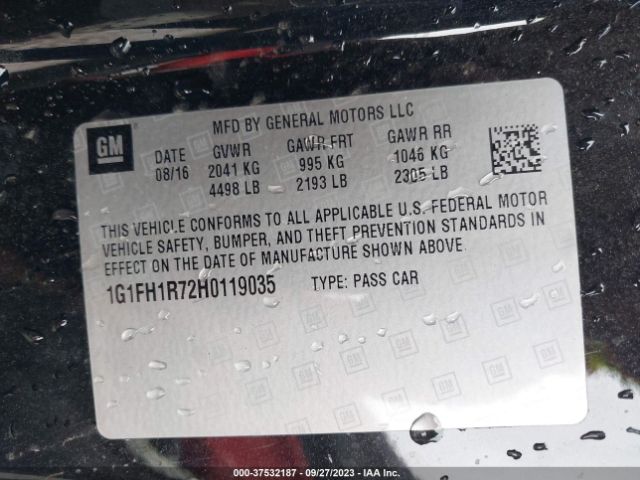 MFD BY GENERAL MOTORS LLC
GM
DATE GVWR GAWR FRT GAWR RR
08/16 2041 KG 995 KG 1046 KG
4498 LB 2193 LB 2305 LB
THIS VEHICLE CONFORMS TO ALL APPLICABLE U.S. FEDERAL MOTOR
VEHICLE SAFETY, BUMPER, AND THEFT PREVENTION STANDARDS IN
EFFECT ON THE DATE OF MANUFACTURE SHOWN ABOVE.
1G1FH1R72H0119035 TYPE: PASS CAR
000-37532187 - 09/27/2023 - IAA Inc.